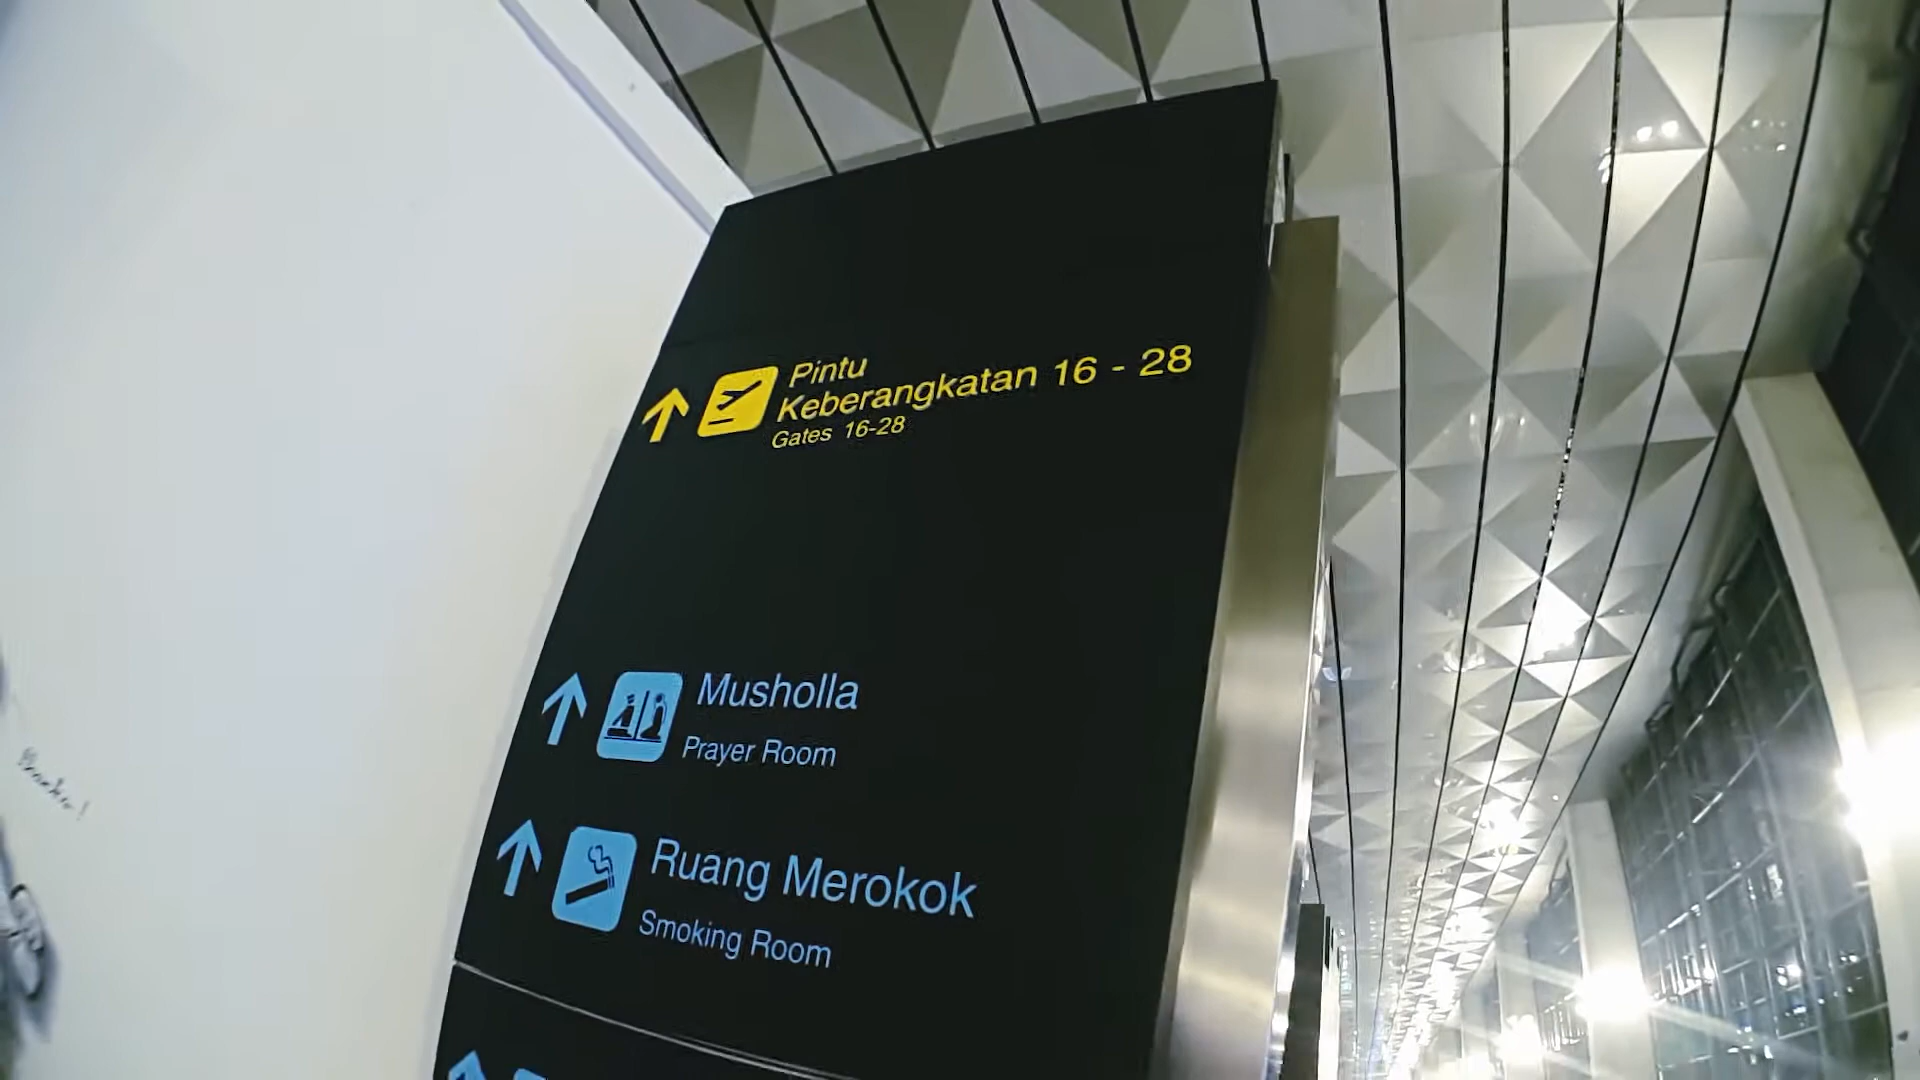 Pintu
Keberangkatan 16 - 28
Gates 16-28
Musholla
Prayer Room
Ruang Merokok
Smoking Room